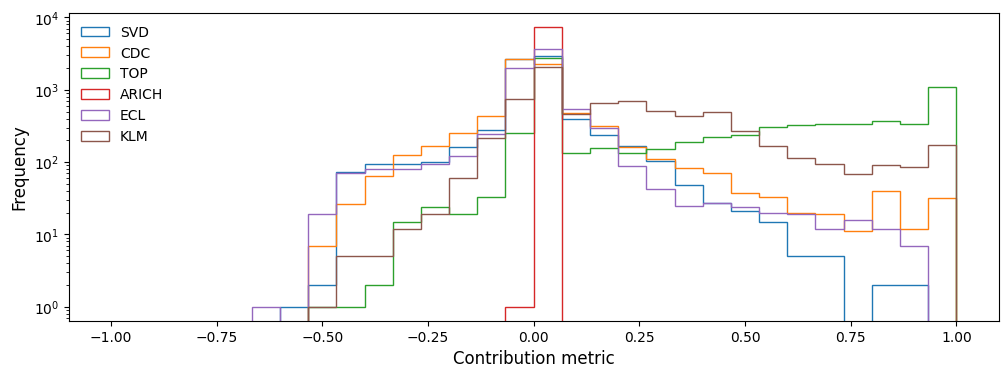 10⁴
10³
10²
10¹
10⁰
Frequency
SVD
CDC
TOP
ARICH
ECL
KLM
−1.00 −0.75 −0.50 −0.25 0.00 0.25 0.50 0.75 1.00
Contribution metric